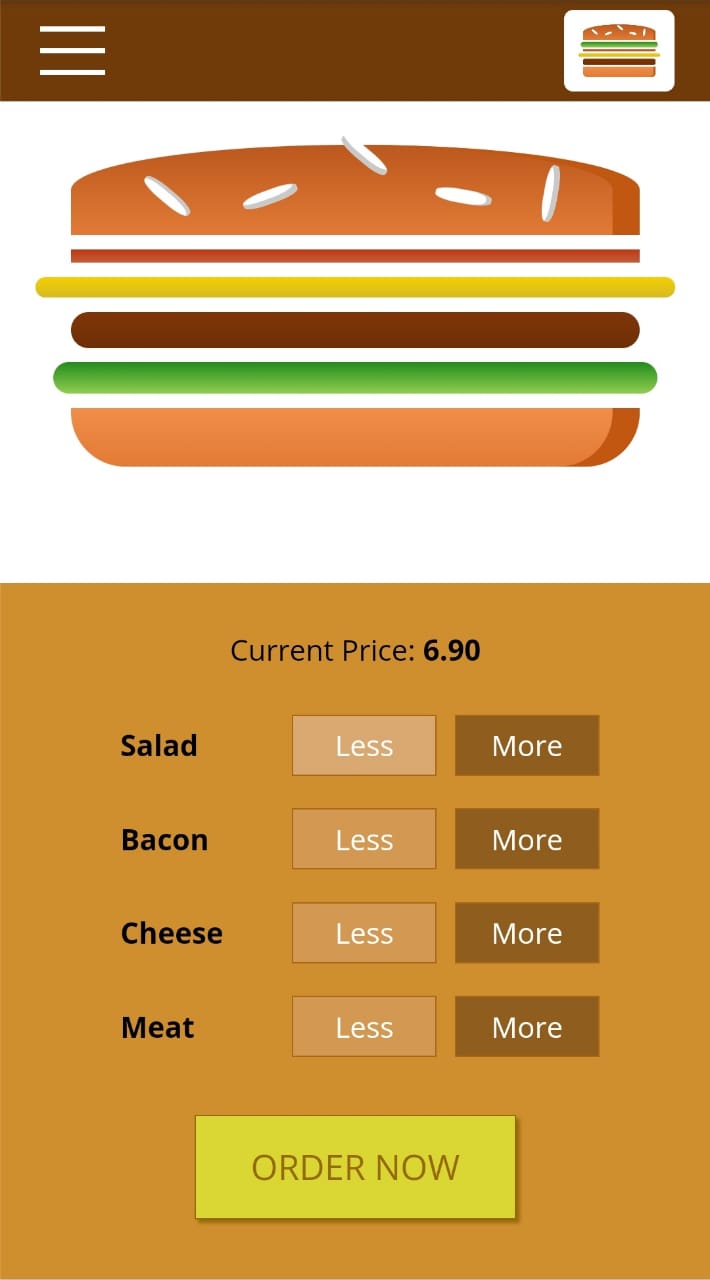 Current Price: 6.90
Salad Less More
Bacon Less More
Cheese Less More
Meat Less More
ORDER NOW